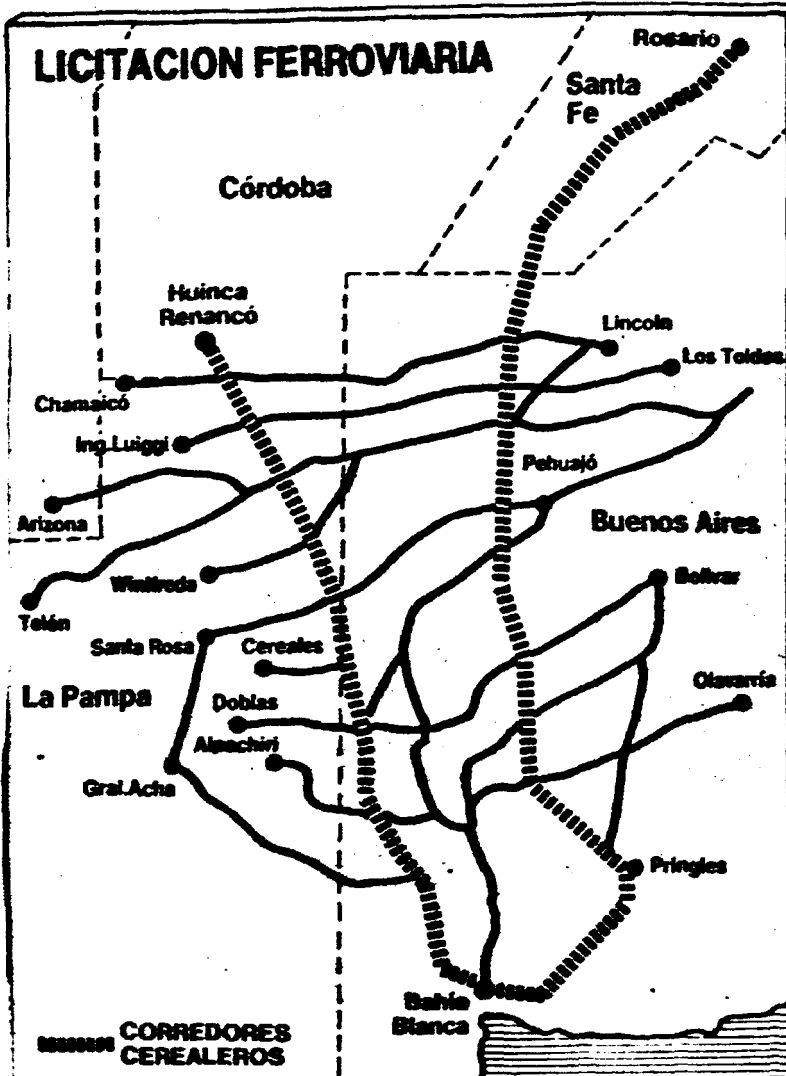 LICITACION FERROVIARIA
Rosario
Santa
Fe
Córdoba
Huinca
Renancó
Lincoln
Los Toldos
Chamaicó
Ing. Luiggi
Pehuajó
Arizona
Buenos Aires
Winifreda
Bolívar
Telén
Santa Rosa
Cereales
La Pampa
Olavarría
Doblas
Alpachiri
Gral. Acha
Pringles
Bahía
Blanca
CORREDORES
CEREALEROS